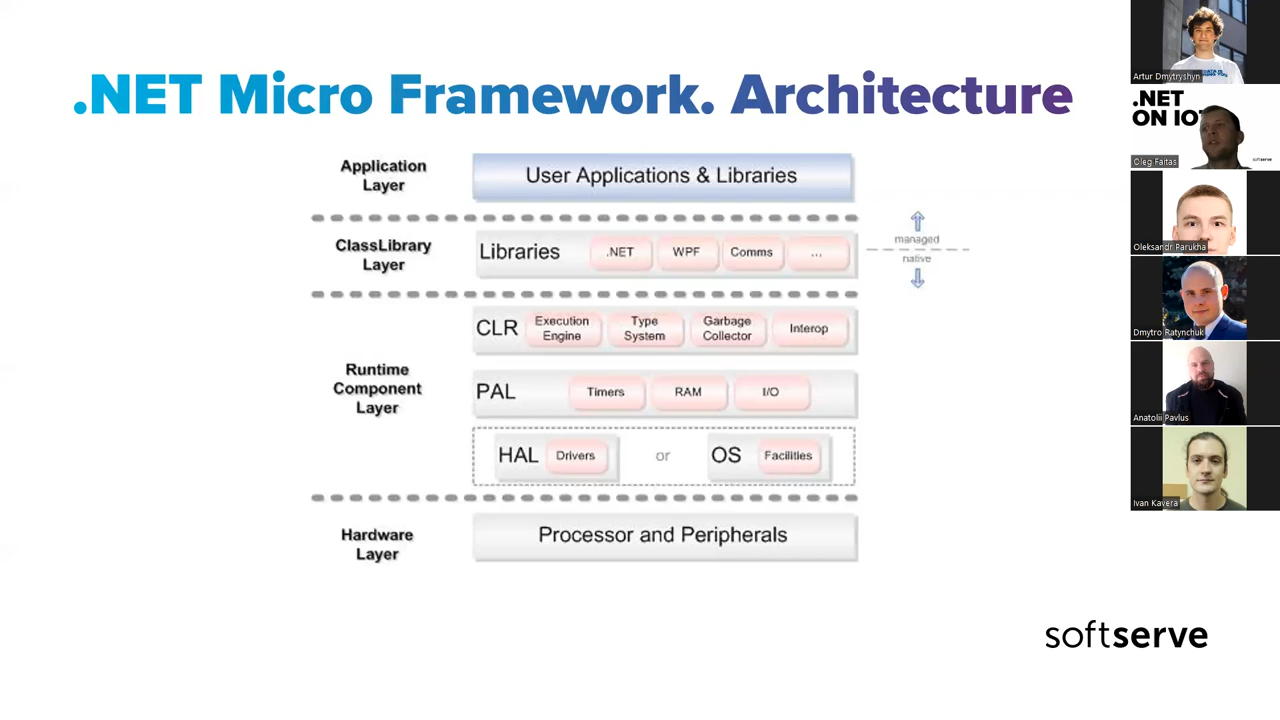 .NET Micro Framework. Architecture
Application
Layer
User Applications & Libraries
ClassLibrary
Layer
Libraries
.NET
WPF
Comms
...
managed
native
Runtime
Component
Layer
CLR
Execution
Engine
Type
System
Garbage
Collector
Interop
PAL
Timers
RAM
I/O
HAL
Drivers
or
OS
Facilities
Hardware
Layer
Processor and Peripherals
softserve
Artur Dmytryshyn
.NET
ON IOT
softserve
Oleg Faitas
Oleksandr Parukha
Dmytro Ratynchuk
Anatolii Pavlus
Ivan Kavera